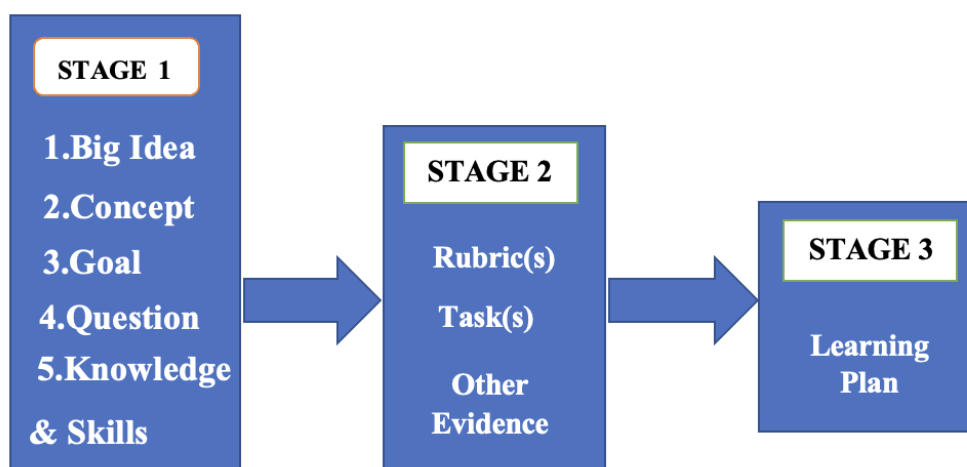 STAGE 1
1.Big Idea
2.Concept
3.Goal
4.Question
5.Knowledge
& Skills
STAGE 2
Rubric(s)
Task(s)
Other
Evidence
STAGE 3
Learning
Plan